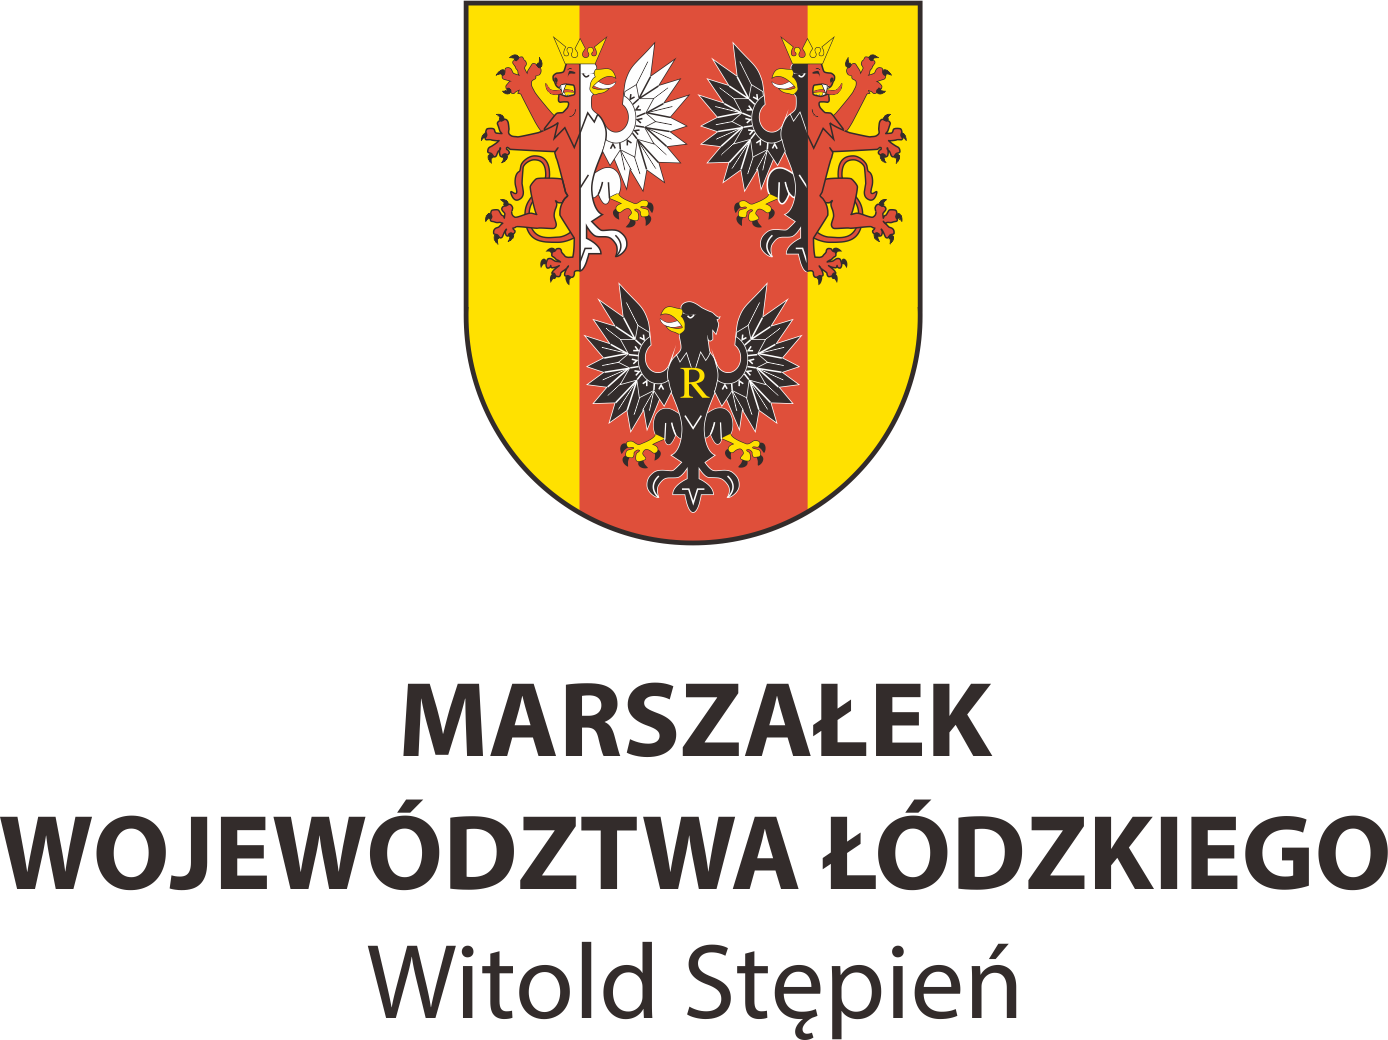 R
MARSZAŁEK
WOJEWÓDZTWA ŁÓDZKIEGO
Witold Stępień